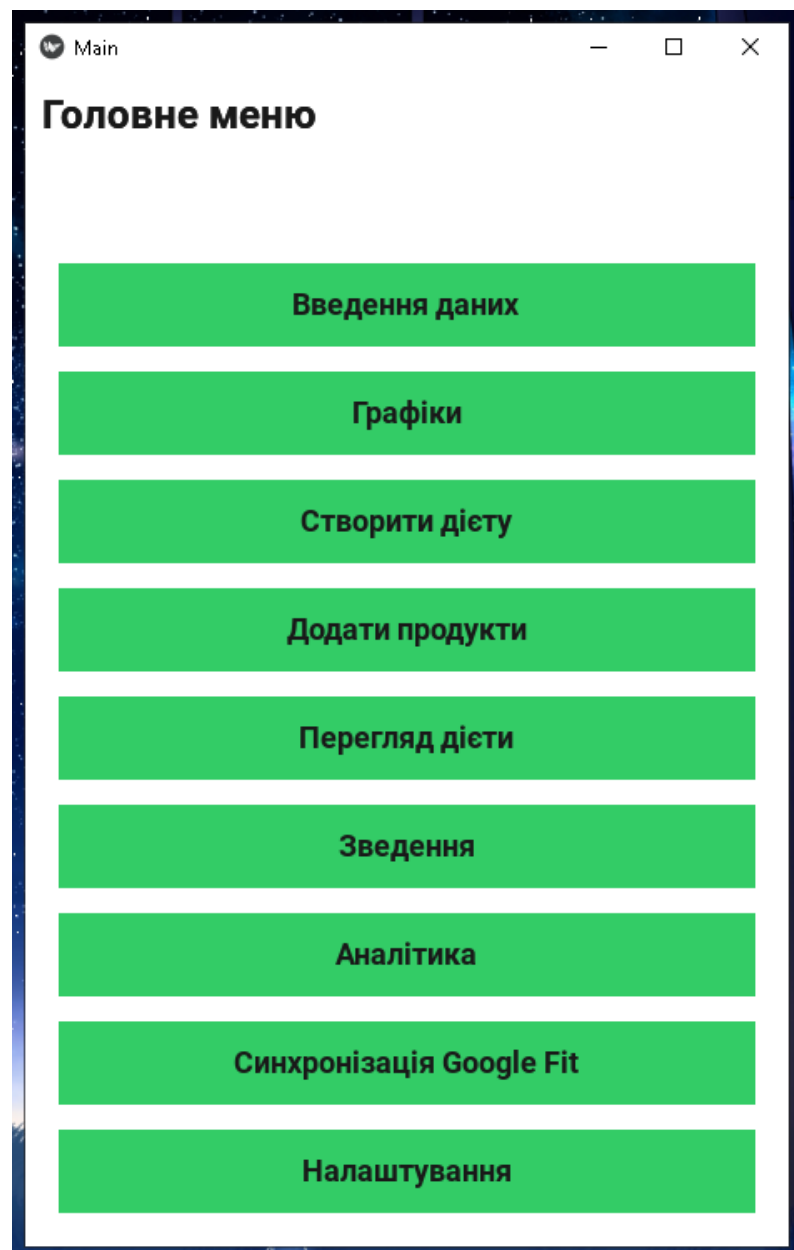 Main
Головне меню
Введення даних
Графіки
Створити дієту
Додати продукти
Перегляд дієти
Зведення
Аналітика
Синхронізація Google Fit
Налаштування